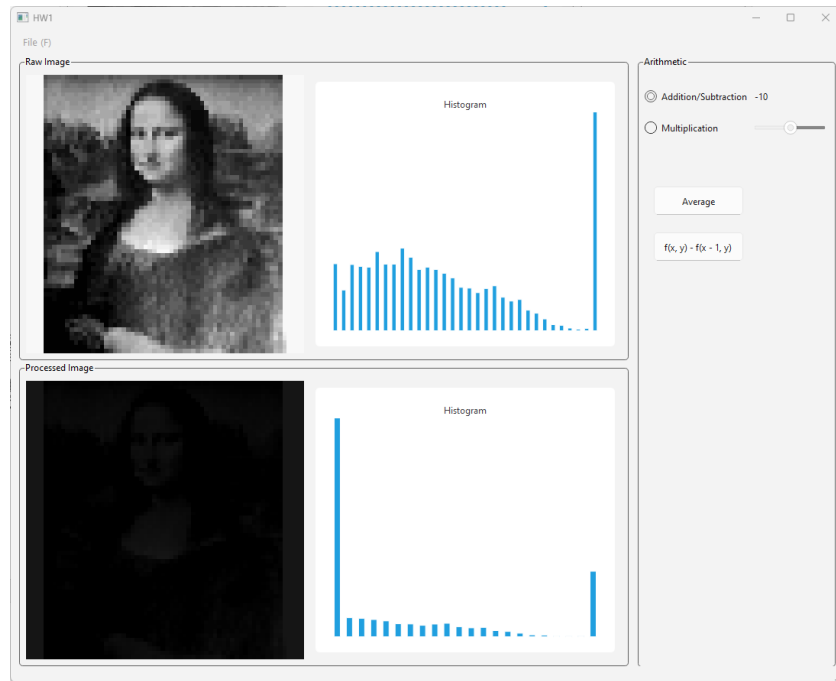 HW1
File (F)
Raw Image
Histogram
Arithmetic
Addition/Subtraction -10
Multiplication
Average
f(x, y) - f(x - 1, y)
Processed Image
Histogram